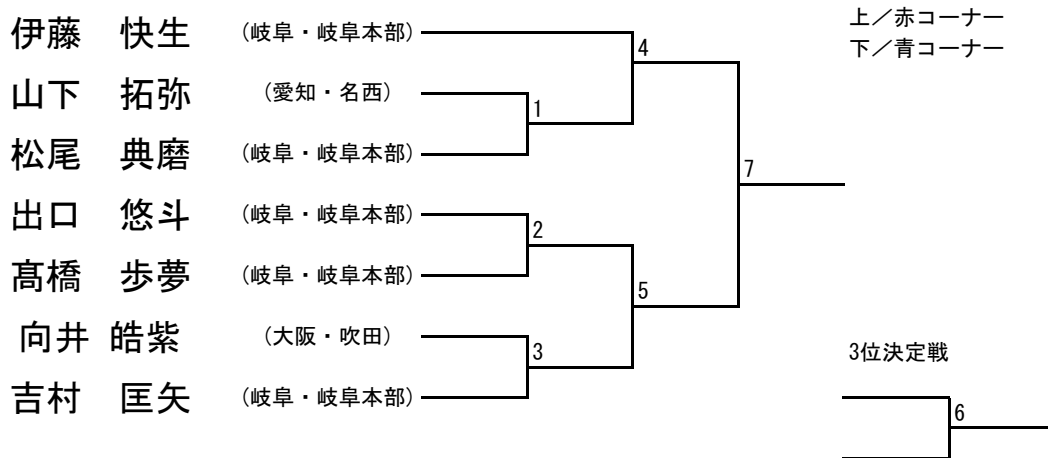 上／赤コーナー
下／青コーナー
伊藤　快生　（岐阜・岐阜本部）
4
山下　拓弥　（愛知・名西）
1
松尾　典磨　（岐阜・岐阜本部）
7
出口　悠斗　（岐阜・岐阜本部）
2
髙橋　歩夢　（岐阜・岐阜本部）
5
向井 皓紫　（大阪・吹田）
3
3位決定戦
吉村　匡矢　（岐阜・岐阜本部）
6